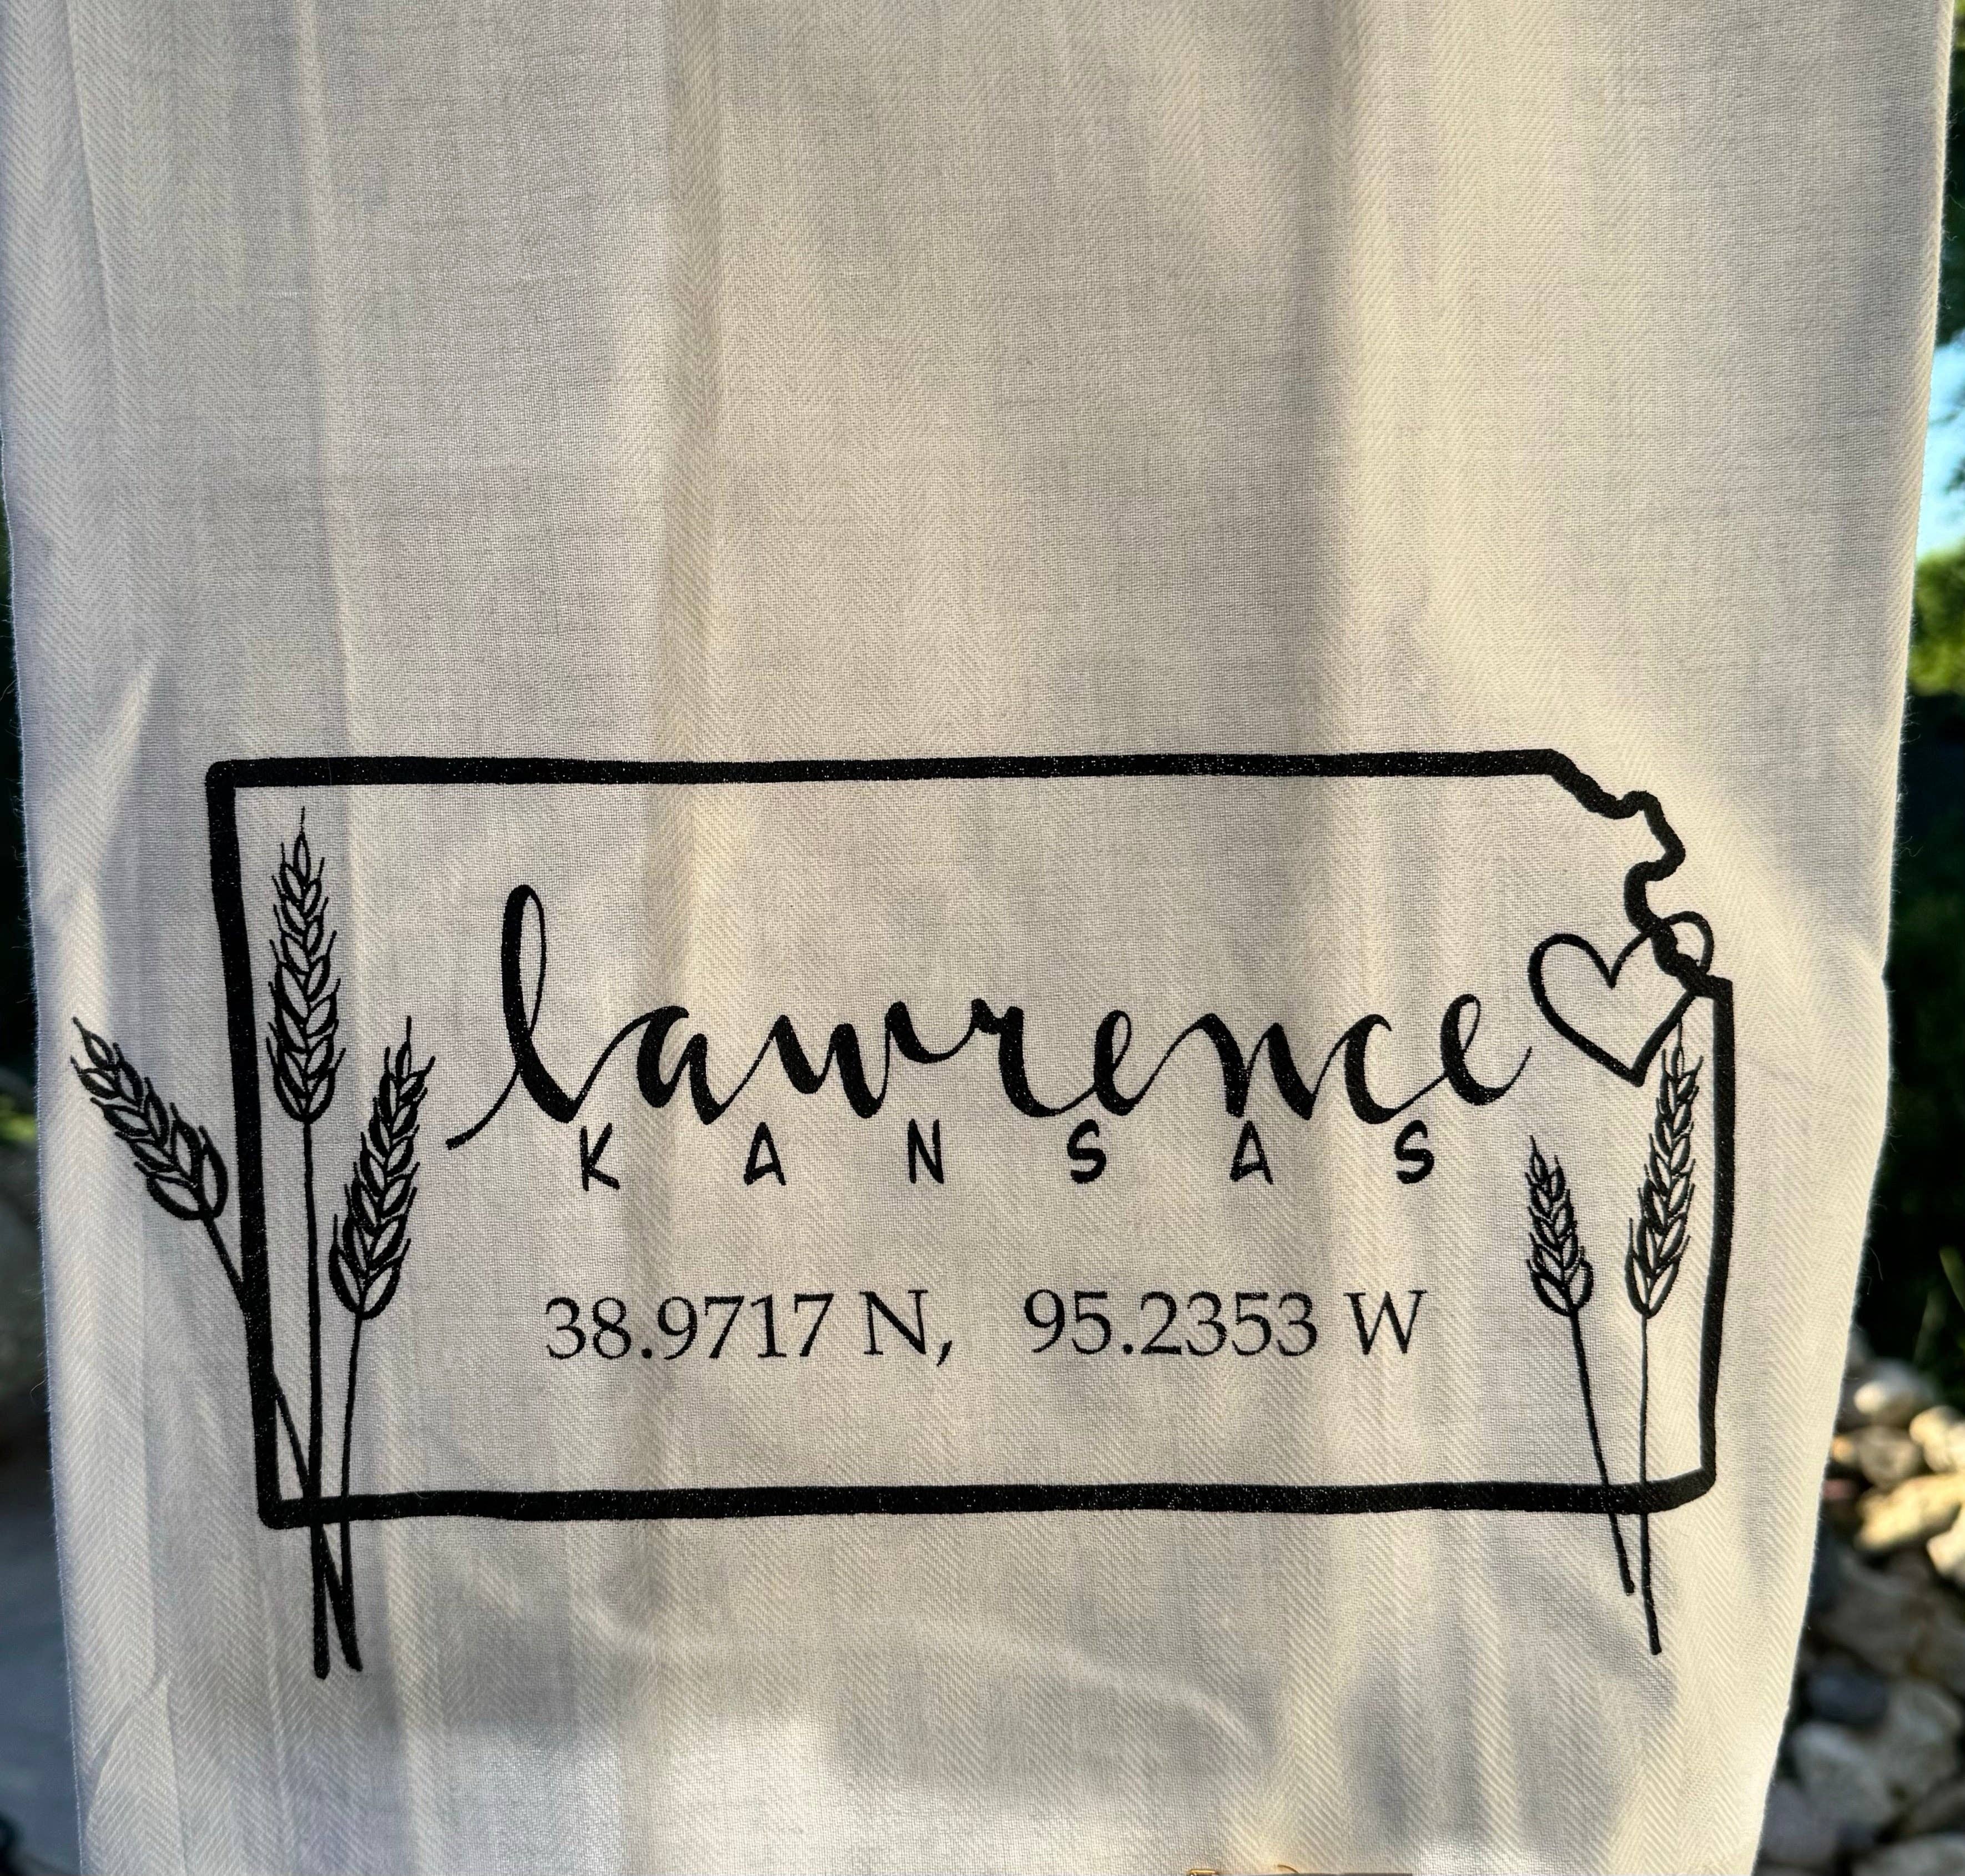 lawrence
KANSAS
38.9717 N, 95.2353 W